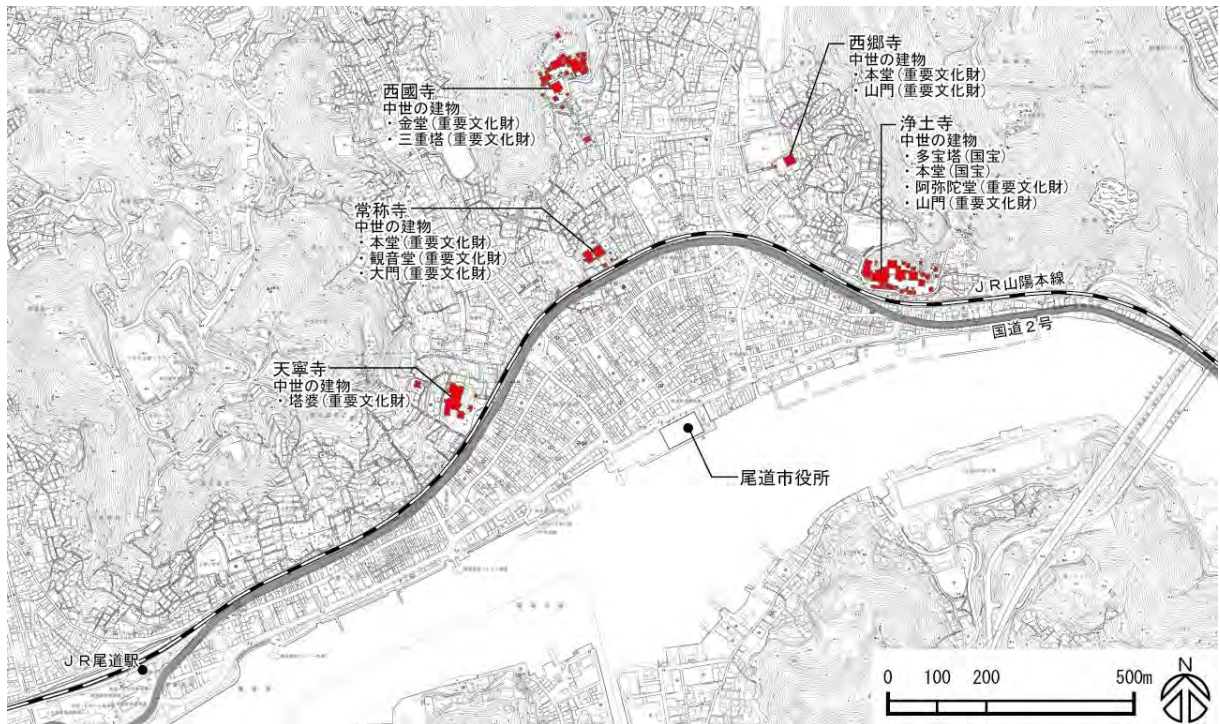 西國寺
中世の建物
・金堂(重要文化財)
・三重塔(重要文化財)
西郷寺
中世の建物
・本堂(重要文化財)
・山門(重要文化財)
浄土寺
中世の建物
・多宝塔(国宝)
・本堂(国宝)
・阿弥陀堂(重要文化財)
・山門(重要文化財)
常称寺
中世の建物
・本堂(重要文化財)
・観音堂(重要文化財)
・大門(重要文化財)
JR山陽本線
国道2号
天寧寺
中世の建物
・塔婆(重要文化財)
尾道市役所
JR尾道駅
0 100 200 500m
N